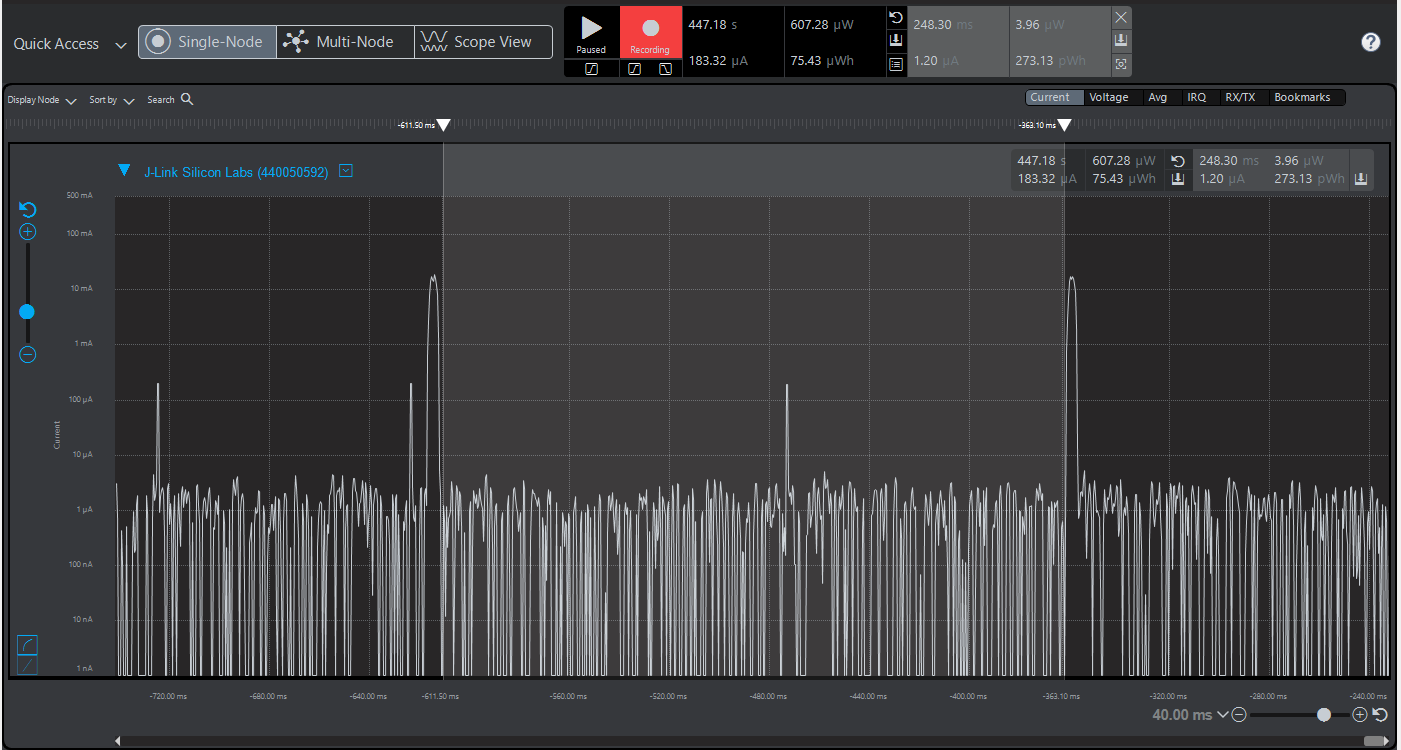 Quick Access
Single-Node
Multi-Node
Scope View
Paused
Recording
447.18 s
607.28 µW
183.32 µA
75.43 µWh
248.30 ms
3.96 µW
1.20 µA
273.13 pWh
?
Display Node
Sort by
Search
Current
Voltage
Avg
IRQ
RX/TX
Bookmarks
-611.50 ms
-363.10 ms
J-Link Silicon Labs (440050592)
447.18 s
607.28 µW
248.30 ms
3.96 µW
183.32 µA
75.43 µWh
1.20 µA
273.13 pWh
500 mA
100 mA
10 mA
1 mA
100 µA
10 µA
1 µA
100 nA
10 nA
1 nA
Current
-720.00 ms
-680.00 ms
-640.00 ms
-611.50 ms
-560.00 ms
-520.00 ms
-480.00 ms
-440.00 ms
-400.00 ms
-363.10 ms
-320.00 ms
-280.00 ms
-240.00 ms
40.00 ms